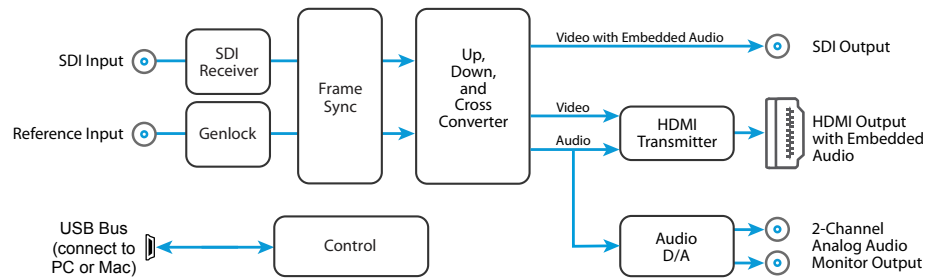 SDI Input
SDI
Receiver
Reference Input
Genlock
Frame
Sync
Up,
Down,
and
Cross
Converter
Video with Embedded Audio
SDI Output
Video
Audio
HDMI
Transmitter
HDMI Output
with Embedded
Audio
USB Bus
(connect to
PC or Mac)
Control
Audio
D/A
2-Channel
Analog Audio
Monitor Output